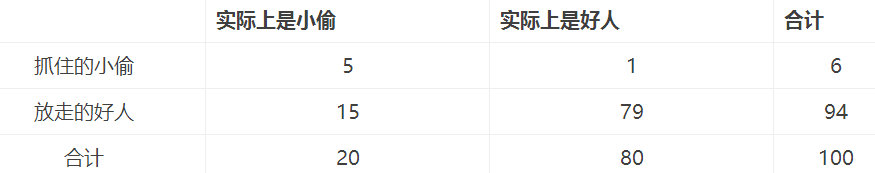 实际上是小偷 实际上是好人 合计
抓住的小偷 5 1 6
放走的好人 15 79 94
合计 20 80 100